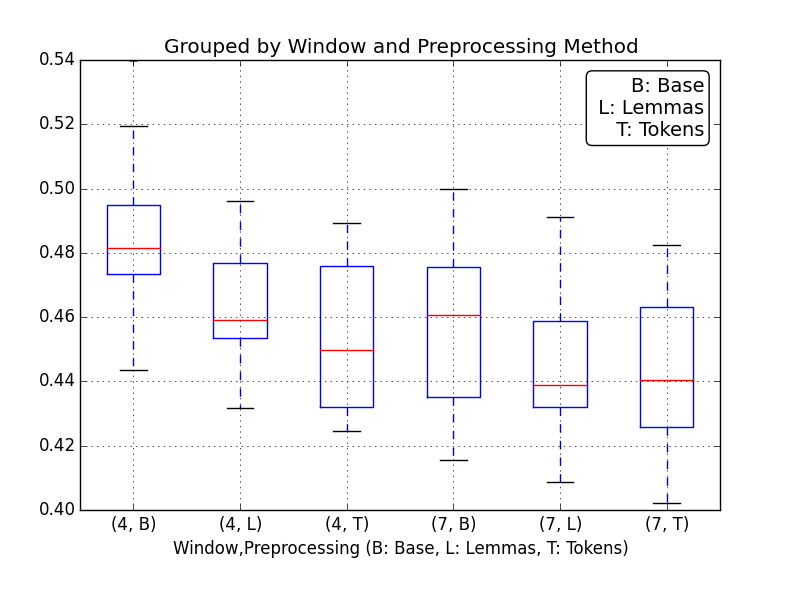 Grouped by Window and Preprocessing Method
0.54
0.52
0.50
0.48
0.46
0.44
0.42
0.40
B: Base
L: Lemmas
T: Tokens
(4, B) (4, L) (4, T) (7, B) (7, L) (7, T)
Window,Preprocessing (B: Base, L: Lemmas, T: Tokens)